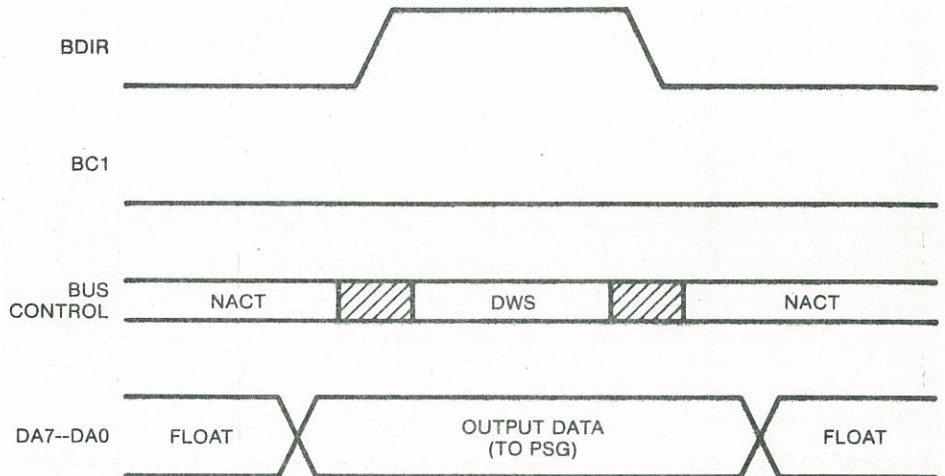 BDIR
BC1
BUS
CONTROL
NACT
DWS
NACT
DA7--DA0
FLOAT
OUTPUT DATA
(TO PSG)
FLOAT